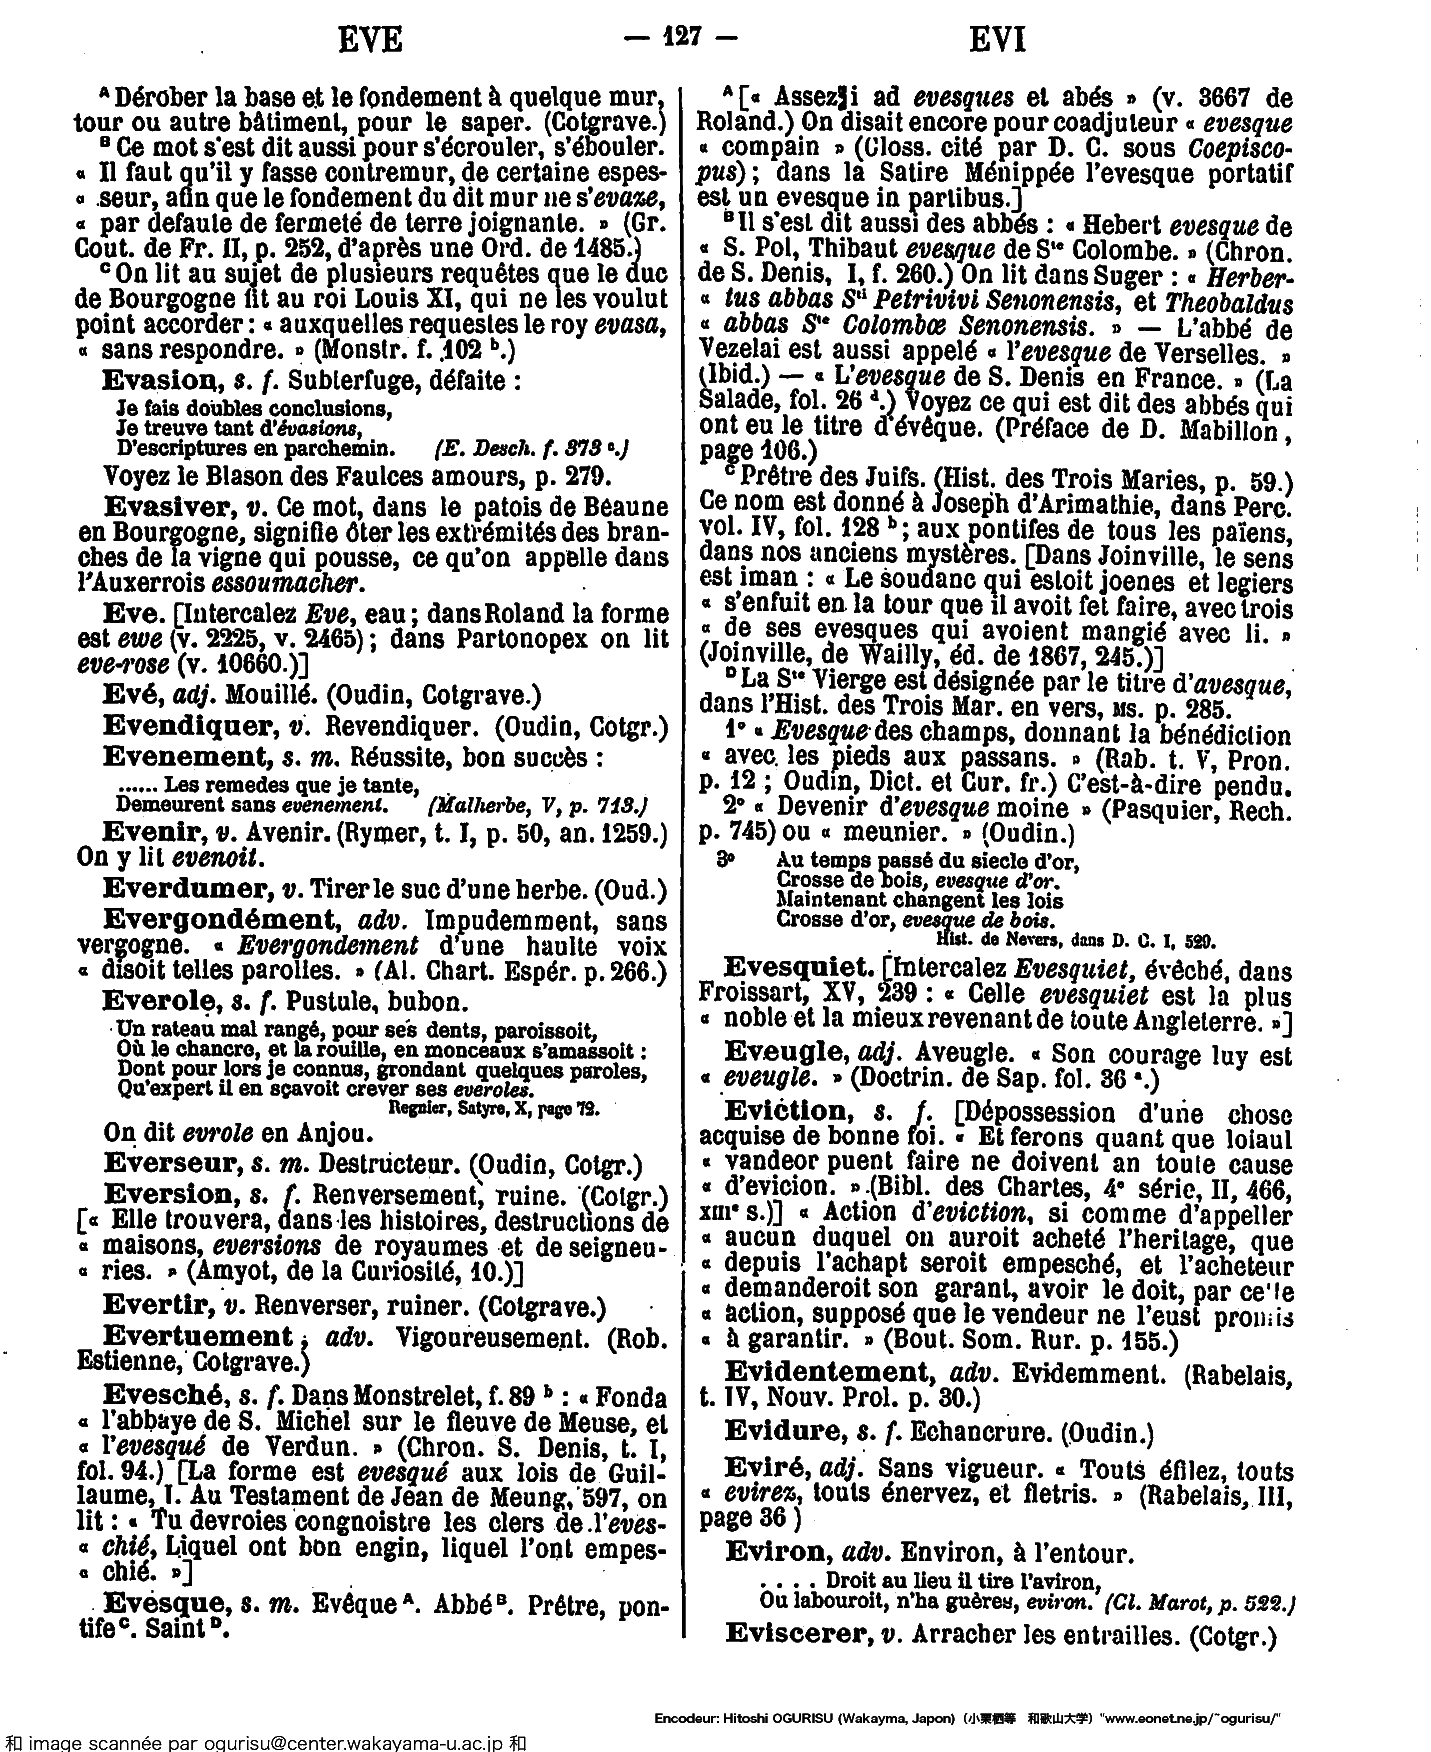 EVE — 127 — EVI
ᴬ Dérober la base et le fondement à quelque mur,
tour ou autre bâtiment, pour le saper. (Cotgrave.)
ᴮ Ce mot s'est dit aussi pour s'écrouler, s'ébouler.
« Il faut qu'il y fasse contremur, de certaine espes-
« seur, afin que le fondement du dit mur ne s'evaze,
« par defaute de fermeté de terre joignante. » (Gr.
Cout. de Fr. II, p. 252, d'après une Ord. de 1485.)
ᶜ On lit au sujet de plusieurs requêtes que le duc
de Bourgogne fit au roi Louis XI, qui ne les voulut
point accorder : « auxquelles requestes le roy evasa,
« sans respondre. » (Monstr. f. 102 ᵇ.)
Evasion, s. f. Subterfuge, défaite :
Je fais doubles conclusions,
Je treuve tant d'évasions,
D'escriptures en parchemin. (E. Desch. f. 373 ᵃ.)
Voyez le Blason des Faulces amours, p. 279.
Evasiver, v. Ce mot, dans le patois de Beaune
en Bourgogne, signifie ôter les extrémités des bran-
ches de la vigne qui pousse, ce qu'on appelle dans
l'Auxerrois essoumacher.
Eve. [Intercalez Eve, eau ; dans Roland la forme
est ewe (v. 2225, v. 2465) ; dans Partonopex on lit
eve-rose (v. 10660.)]
Evé, adj. Mouillé. (Oudin, Cotgrave.)
Evendiquer, v. Revendiquer. (Oudin, Cotgr.)
Evenement, s. m. Réussite, bon succès :
...... Les remedes que je tante,
Demeurent sans evenement. (Malherbe, V, p. 713.)
Evenir, v. Avenir. (Rymer, t. I, p. 50, an. 1259.)
On y lit evenoit.
Everdumer, v. Tirer le suc d'une herbe. (Oud.)
Evergondément, adv. Impudemment, sans
vergogne. « Evergondement d'une haulte voix
« disoit telles parolles. » (Al. Chart. Espér. p. 266.)
Everole, s. f. Pustule, bubon.
Un rateau mal rangé, pour ses dents, paroissoit,
Où le chancre, et la rouille, en monceaux s'amassoit :
Dont pour lors je connus, grondant quelques paroles,
Qu'expert il en sçavoit crever ses everoles.
Regnier, Satyre, X, page 72.
On dit evrole en Anjou.
Everseur, s. m. Destructeur. (Oudin, Cotgr.)
Eversion, s. f. Renversement, ruine. (Cotgr.)
[« Elle trouvera, dans les histoires, destructions de
« maisons, eversions de royaumes et de seigneu-
« ries. » (Amyot, de la Curiosité, 10.)]
Evertir, v. Renverser, ruiner. (Cotgrave.)
Evertuement, adv. Vigoureusement. (Rob.
Estienne, Cotgrave.)
Evesché, s. f. Dans Monstrelet, f. 89 ᵇ : « Fonda
« l'abbaye de S. Michel sur le fleuve de Meuse, et
« l'evesqué de Verdun. » (Chron. S. Denis, t. I,
fol. 94.) [La forme est evesqué aux lois de Guil-
laume, I. Au Testament de Jean de Meung, 597, on
lit : « Tu devroies congnoistre les clers de l'eves-
« chié, Liquel ont bon engin, liquel l'ont empes-
« chié. »]
Evesque, s. m. Evêque ᴬ. Abbé ᴮ. Prêtre, pon-
tife ᶜ. Saint ᴰ.
ᴬ [« Assez i ad evesques et abés » (v. 3667 de
Roland.) On disait encore pour coadjuteur « evesque
« compain » (Gloss. cité par D. C. sous Coepisco-
pus) ; dans la Satire Ménippée l'evesque portatif
est un evesque in partibus.]
ᴮ Il s'est dit aussi des abbés : « Hebert evesque de
« S. Pol, Thibaut evesque de Sᵗᵉ Colombe. » (Chron.
de S. Denis, I, f. 260.) On lit dans Suger : « Herber-
« tus abbas Sᵗⁱ Petrivivi Senonensis, et Theobaldus
« abbas Sᵗᵉ Colombœ Senonensis. » — L'abbé de
Vezelai est aussi appelé « l'evesque de Verselles. »
(Ibid.) — « L'evesque de S. Denis en France. » (La
Salade, fol. 26 ᵈ.) Voyez ce qui est dit des abbés qui
ont eu le titre d'évêque. (Préface de D. Mabillon,
page 106.)
ᶜ Prêtre des Juifs. (Hist. des Trois Maries, p. 59.)
Ce nom est donné à Joseph d'Arimathie, dans Perc.
vol. IV, fol. 128 ᵇ ; aux pontifes de tous les païens,
dans nos anciens mystères. [Dans Joinville, le sens
est iman : « Le soudanc qui estoit joenes et legiers
« s'enfuit en la tour que il avoit fet faire, avec trois
« de ses evesques qui avoient mangié avec li. »
(Joinville, de Wailly, éd. de 1867, 245.)]
ᴰ La Sᵗᵉ Vierge est désignée par le titre d'avesque,
dans l'Hist. des Trois Mar. en vers, ms. p. 285.
1° « Evesque des champs, donnant la bénédiction
« avec les pieds aux passans. » (Rab. t. V, Pron.
p. 12 ; Oudin, Dict. et Cur. fr.) C'est-à-dire pendu.
2° « Devenir d'evesque moine » (Pasquier, Rech.
p. 745) ou « meunier. » (Oudin.)
3° Au temps passé du siecle d'or,
Crosse de bois, evesque d'or.
Maintenant changent les lois
Crosse d'or, evesque de bois.
Hist. de Nevers, dans D. C. I, 529.
Evesquiet. [Intercalez Evesquiet, évêché, dans
Froissart, XV, 239 : « Celle evesquiet est la plus
« noble et la mieux revenant de toute Angleterre. »]
Eveugle, adj. Aveugle. « Son courage luy est
« eveugle. » (Doctrin. de Sap. fol. 36 ᵃ.)
Eviction, s. f. [Dépossession d'une chose
acquise de bonne foi. « Et ferons quant que loiaul
« vandeor puent faire ne doivent an toute cause
« d'evicion. » (Bibl. des Chartes, 4ᵉ série, II, 466,
xiiiᵉ s.)] « Action d'eviction, si comme d'appeller
« aucun duquel on auroit acheté l'heritage, que
« depuis l'achapt seroit empesché, et l'acheteur
« demanderoit son garant, avoir le doit, par celle
« action, supposé que le vendeur ne l'eust promis
« à garantir. » (Bout. Som. Rur. p. 155.)
Evidentement, adv. Evidemment. (Rabelais,
t. IV, Nouv. Prol. p. 30.)
Evidure, s. f. Echancrure. (Oudin.)
Eviré, adj. Sans vigueur. « Touts éfilez, touts
« evirez, touts énervez, et fletris. » (Rabelais, III,
page 36 )
Eviron, adv. Environ, à l'entour.
. . . . Droit au lieu il tire l'aviron,
Ou labouroit, n'ha guères, eviron. (Cl. Marot, p. 522.)
Eviscerer, v. Arracher les entrailles. (Cotgr.)
Encodeur: Hitoshi OGURISU (Wakayma, Japon) (小栗栖等 和歌山大学) "www.eonet.ne.jp/~ogurisu/"
和 image scannée par ogurisu@center.wakayama-u.ac.jp 和